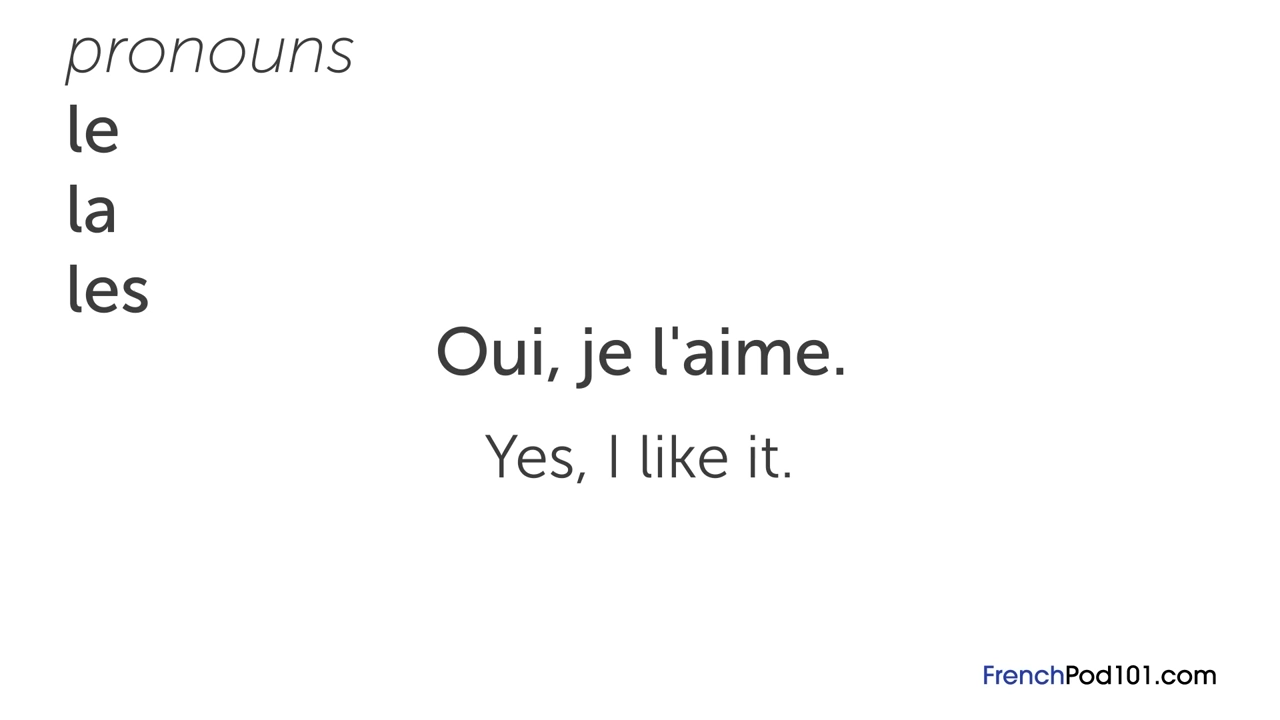 pronouns
le
la
les
Oui, je l'aime.
Yes, I like it.
FrenchPod101.com